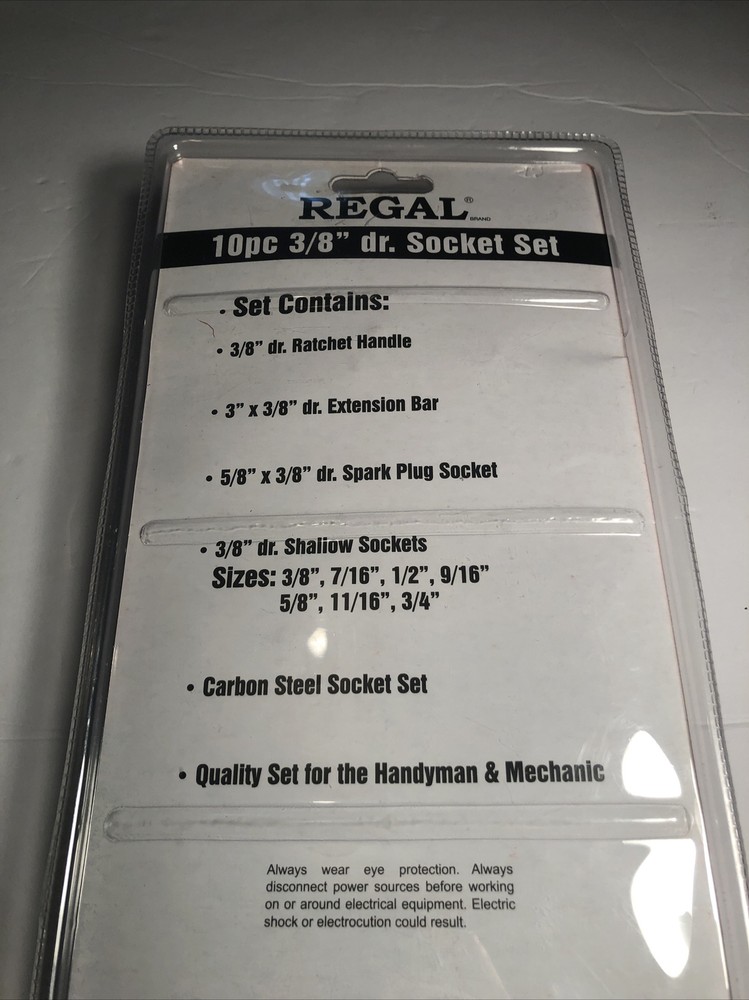 REGAL® BRAND
10pc 3/8” dr. Socket Set
• Set Contains:
• 3/8” dr. Ratchet Handle
• 3” x 3/8” dr. Extension Bar
• 5/8” x 3/8” dr. Spark Plug Socket
• 3/8” dr. Shallow Sockets
Sizes: 3/8”, 7/16”, 1/2”, 9/16”
5/8”, 11/16”, 3/4”
• Carbon Steel Socket Set
• Quality Set for the Handyman & Mechanic
Always wear eye protection. Always
disconnect power sources before working
on or around electrical equipment. Electric
shock or electrocution could result.